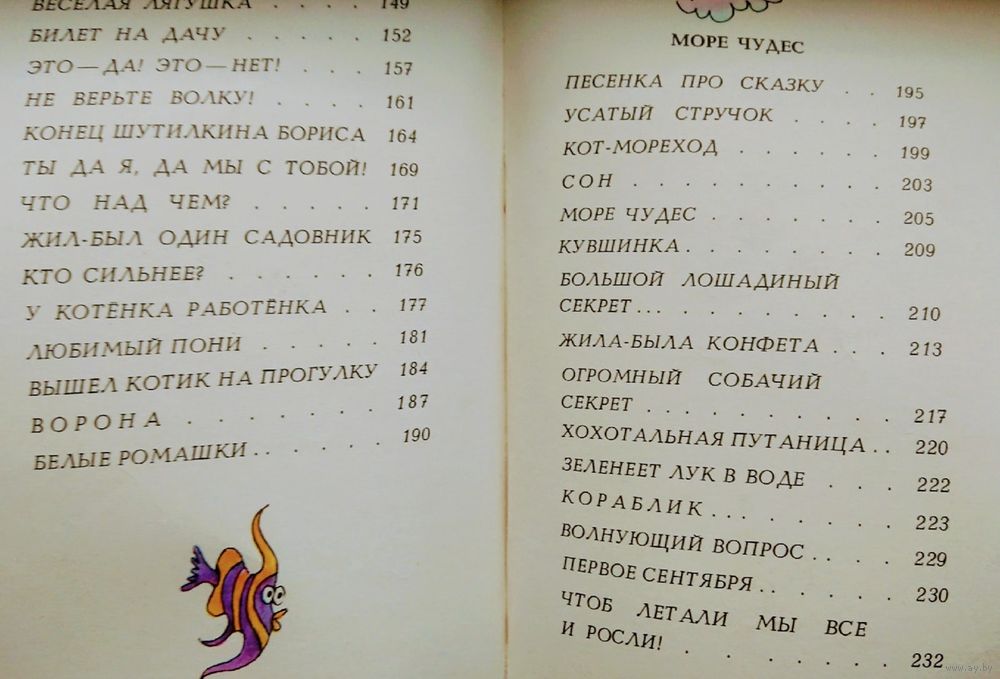 ВЕСЕЛАЯ ЛЯГУШКА . . . . 149
БИЛЕТ НА ДАЧУ . . . . . 152
ЭТО — ДА! ЭТО — НЕТ! . . . 157
НЕ ВЕРЬТЕ ВОЛКУ! . . . . 161
КОНЕЦ ШУТИЛКИНА БОРИСА 164
ТЫ ДА Я, ДА МЫ С ТОБОЙ! 169
ЧТО НАД ЧЕМ? . . . . . 171
ЖИЛ-БЫЛ ОДИН САДОВНИК 175
КТО СИЛЬНЕЕ? . . . . . . 176
У КОТЁНКА РАБОТЁНКА . . 177
ЛЮБИМЫЙ ПОНИ . . . . . 181
ВЫШЕЛ КОТИК НА ПРОГУЛКУ 184
ВОРОНА . . . . . . . 187
БЕЛЫЕ РОМАШКИ . . . . . 190
МОРЕ ЧУДЕС
ПЕСЕНКА ПРО СКАЗКУ . . 195
УСАТЫЙ СТРУЧОК . . . . 197
КОТ-МОРЕХОД . . . . . . 199
СОН . . . . . . . . . 203
МОРЕ ЧУДЕС . . . . . . . 205
КУВШИНКА . . . . . . . . 209
БОЛЬШОЙ ЛОШАДИНЫЙ
СЕКРЕТ . . . . . . . . . 210
ЖИЛА-БЫЛА КОНФЕТА . . . 213
ОГРОМНЫЙ СОБАЧИЙ
СЕКРЕТ . . . . . . . . . 217
ХОХОТАЛЬНАЯ ПУТАНИЦА . . 220
ЗЕЛЕНЕЕТ ЛУК В ВОДЕ . . . 222
КОРАБЛИК . . . . . . . . 223
ВОЛНУЮЩИЙ ВОПРОС . . . . 229
ПЕРВОЕ СЕНТЯБРЯ . . . . . 230
ЧТОБ ЛЕТАЛИ МЫ ВСЕ
И РОСЛИ! . . . . . . . 232
www.ay.by